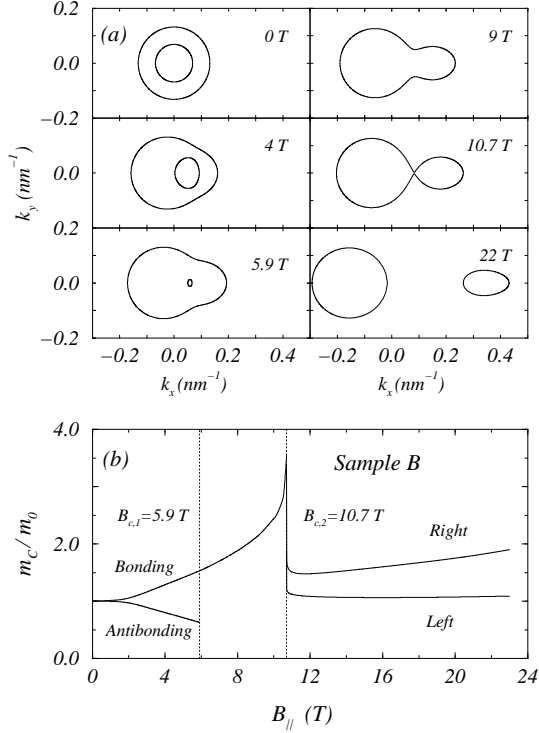 (a)
0 T
9 T
4 T
10.7 T
5.9 T
22 T
0.2
0.0
−0.2
0.2
0.0
−0.2
0.0
−0.2
k_y (nm⁻¹)
−0.2 0.0 0.2 0.4
−0.2 0.0 0.2 0.4
k_x (nm⁻¹)
k_x (nm⁻¹)
(b)
Sample B
B_{c,1}=5.9 T
B_{c,2}=10.7 T
Right
Bonding
Antibonding
Left
4.0
2.0
0.0
m_C / m_0
0 4 8 12 16 20 24
B_{//} (T)